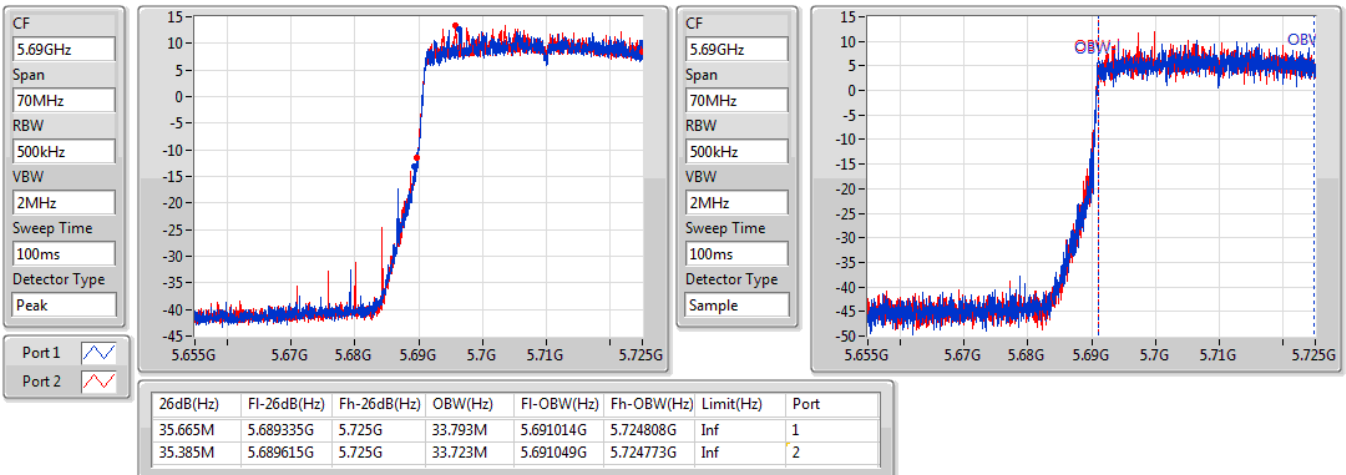 CF
5.69GHz
Span
70MHz
RBW
500kHz
VBW
2MHz
Sweep Time
100ms
Detector Type
Peak
Port 1
Port 2
15
10
5
0
-5
-10
-15
-20
-25
-30
-35
-40
-45
5.655G 5.67G 5.68G 5.69G 5.7G 5.71G 5.725G
CF
5.69GHz
Span
70MHz
RBW
500kHz
VBW
2MHz
Sweep Time
100ms
Detector Type
Sample
15
10
5
0
-5
-10
-15
-20
-25
-30
-35
-40
-45
-50
OBW
OBW
5.655G 5.67G 5.68G 5.69G 5.7G 5.71G 5.725G
26dB(Hz) Fl-26dB(Hz) Fh-26dB(Hz) OBW(Hz) Fl-OBW(Hz) Fh-OBW(Hz) Limit(Hz) Port
35.665M 5.689335G 5.725G 33.793M 5.691014G 5.724808G Inf 1
35.385M 5.689615G 5.725G 33.723M 5.691049G 5.724773G Inf 2